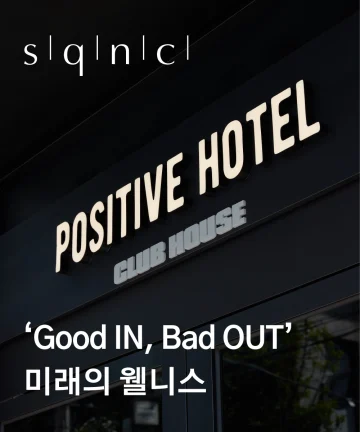 s|q|n|c|
POSITIVE HOTEL
CLUB HOUSE
‘Good IN, Bad OUT’
미래의 웰니스